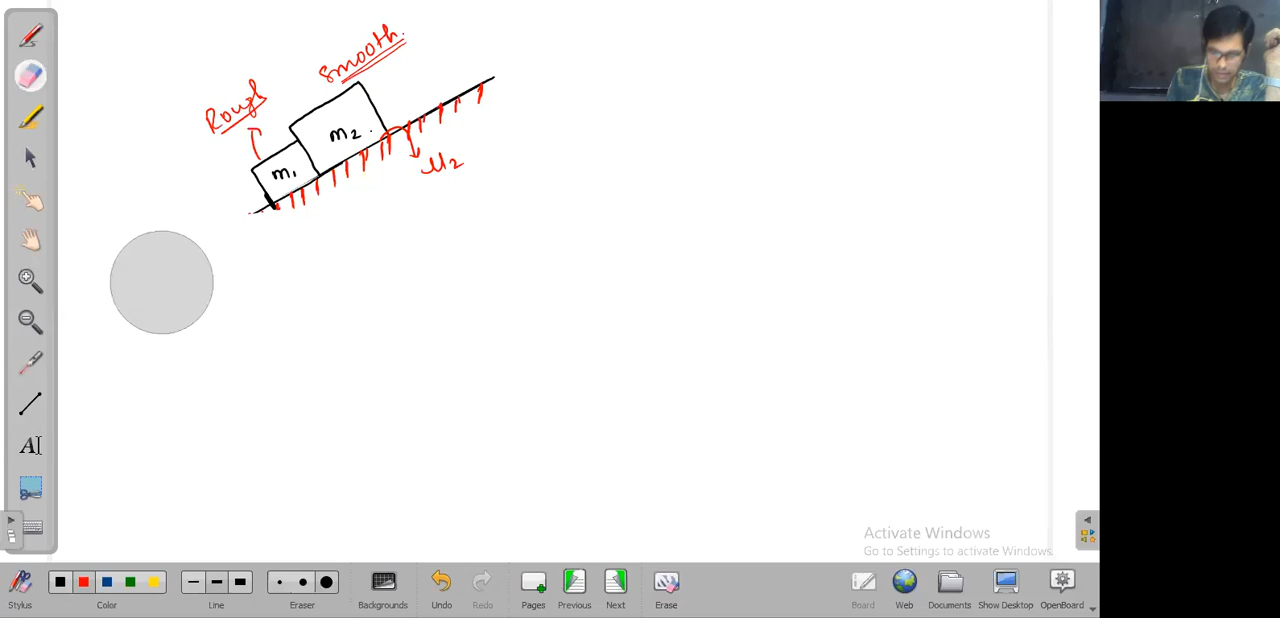 Smooth.
Rough
m2
m1
μ2
Activate Windows
Go to Settings to activate Windows.
Stylus
Color
Line
Eraser
Backgrounds
Undo
Redo
Pages
Previous
Next
Erase
Board
Web
Documents
Show Desktop
OpenBoard